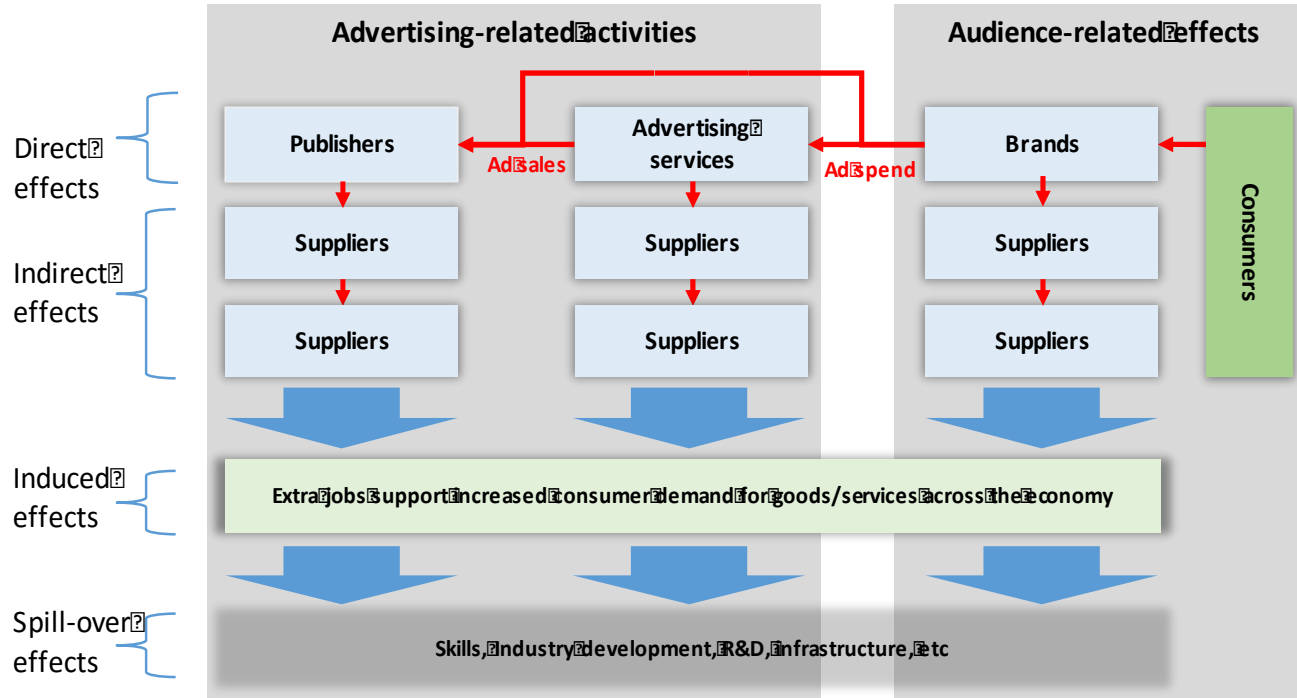 Advertising-related activities
Audience-related effects
Direct
effects
Publishers
Advertising
services
Brands
Ad sales
Ad spend
Consumers
Indirect
effects
Suppliers
Suppliers
Suppliers
Suppliers
Suppliers
Suppliers
Induced
effects
Extra jobs support increased consumer demand for goods/services across the economy
Spill-over
effects
Skills, Industry development, R&D, infrastructure, etc